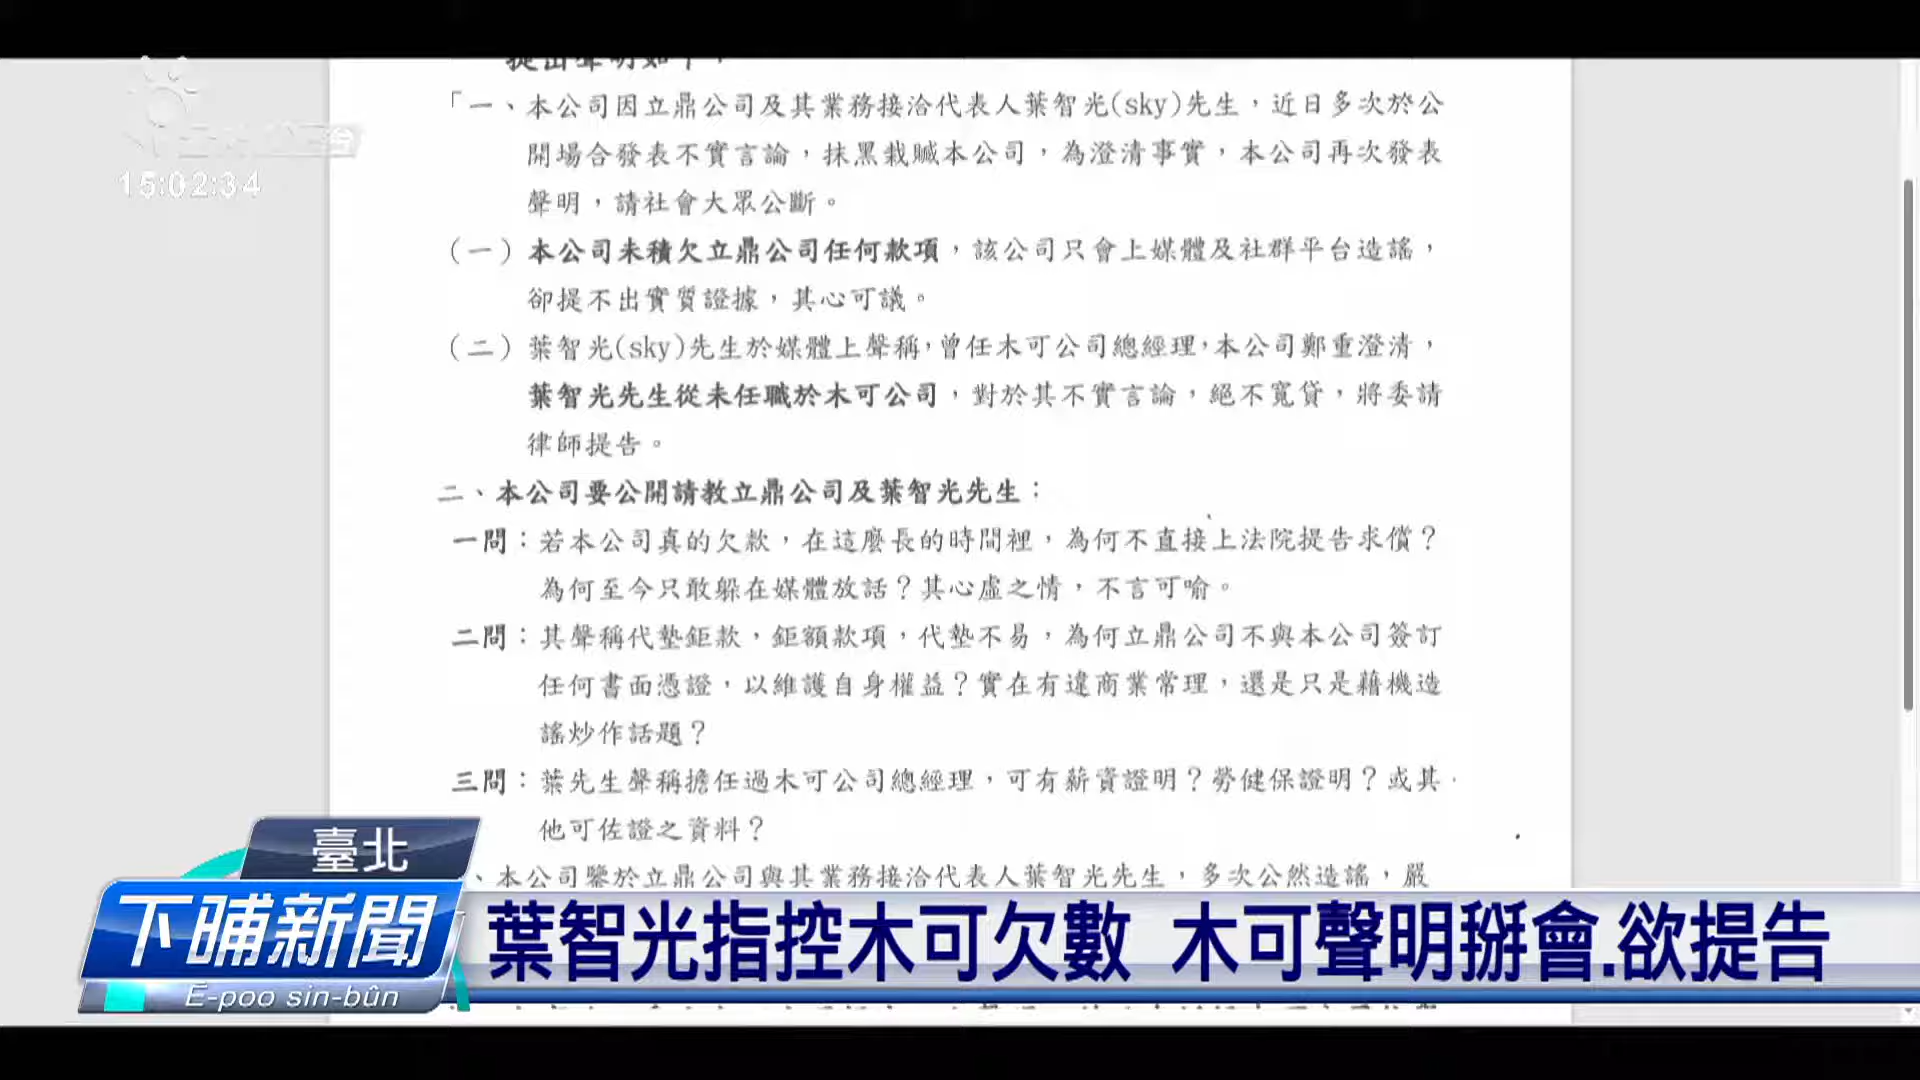 提出聲明如下：
「一、本公司因立鼎公司及其業務接洽代表人葉智光(sky)先生，近日多次於公
開場合發表不實言論，抹黑栽贓本公司，為澄清事實，本公司再次發表
聲明，請社會大眾公斷。
（一）本公司未積欠立鼎公司任何款項，該公司只會上媒體及社群平台造謠，
卻提不出實質證據，其心可議。
（二）葉智光(sky)先生於媒體上聲稱，曾任木可公司總經理，本公司鄭重澄清，
葉智光先生從未任職於木可公司，對於其不實言論，絕不寬貸，將委請
律師提告。
二、本公司要公開請教立鼎公司及葉智光先生：
一問：若本公司真的欠款，在這麼長的時間裡，為何不直接上法院提告求償？
為何至今只敢躲在媒體放話？其心虛之情，不言可喻。
二問：其聲稱代墊鉅款，鉅額款項，代墊不易，為何立鼎公司不與本公司簽訂
任何書面憑證，以維護自身權益？實在有違商業常理，還是只是藉機造
謠炒作話題？
三問：葉先生聲稱擔任過木可公司總經理，可有薪資證明？勞健保證明？或其
他可佐證之資料？
、本公司鑒於立鼎公司與其業務接洽代表人葉智光先生，多次公然造謠，嚴
15:02:34
臺北
下晡新聞
Ē-poo sin-bûn
葉智光指控木可欠數 木可聲明掰會.欲提告